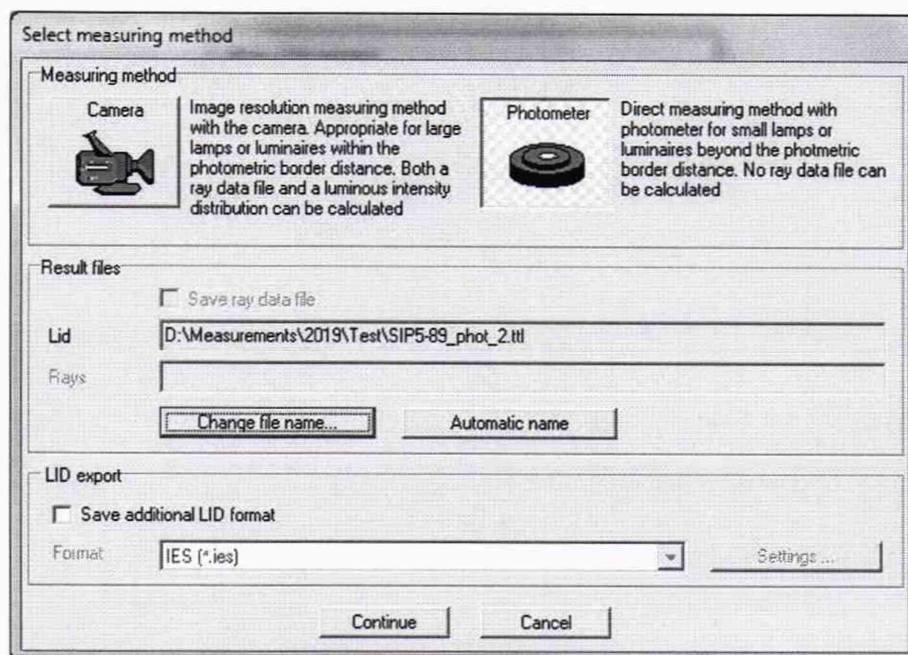 Select measuring method
Measuring method
Camera
Image resolution measuring method
with the camera. Appropriate for large
lamps or luminaires within the
photometric border distance. Both a
ray data file and a luminous intensity
distribution can be calculated
Photometer
Direct measuring method with
photometer for small lamps or
luminaires beyond the photmetric
border distance. No ray data file can
be calculated
Result files
Save ray data file
Lid
D:\Measurements\2019\Test\SIP5-89_phot_2.ttl
Rays
Change file name...
Automatic name
LID export
Save additional LID format
Format
IES (*.ies)
Settings ...
Continue
Cancel